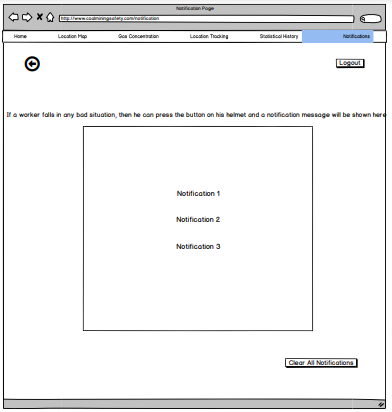 Notification Page
http://www.coalminingsafety.com/notification
Home Location Map Gas Concentration Location Tracking Statistical History Notifications
Logout
If a worker falls in any bad situation, then he can press the button on his helmet and a notification message will be shown here
Notification 1
Notification 2
Notification 3
Clear All Notifications